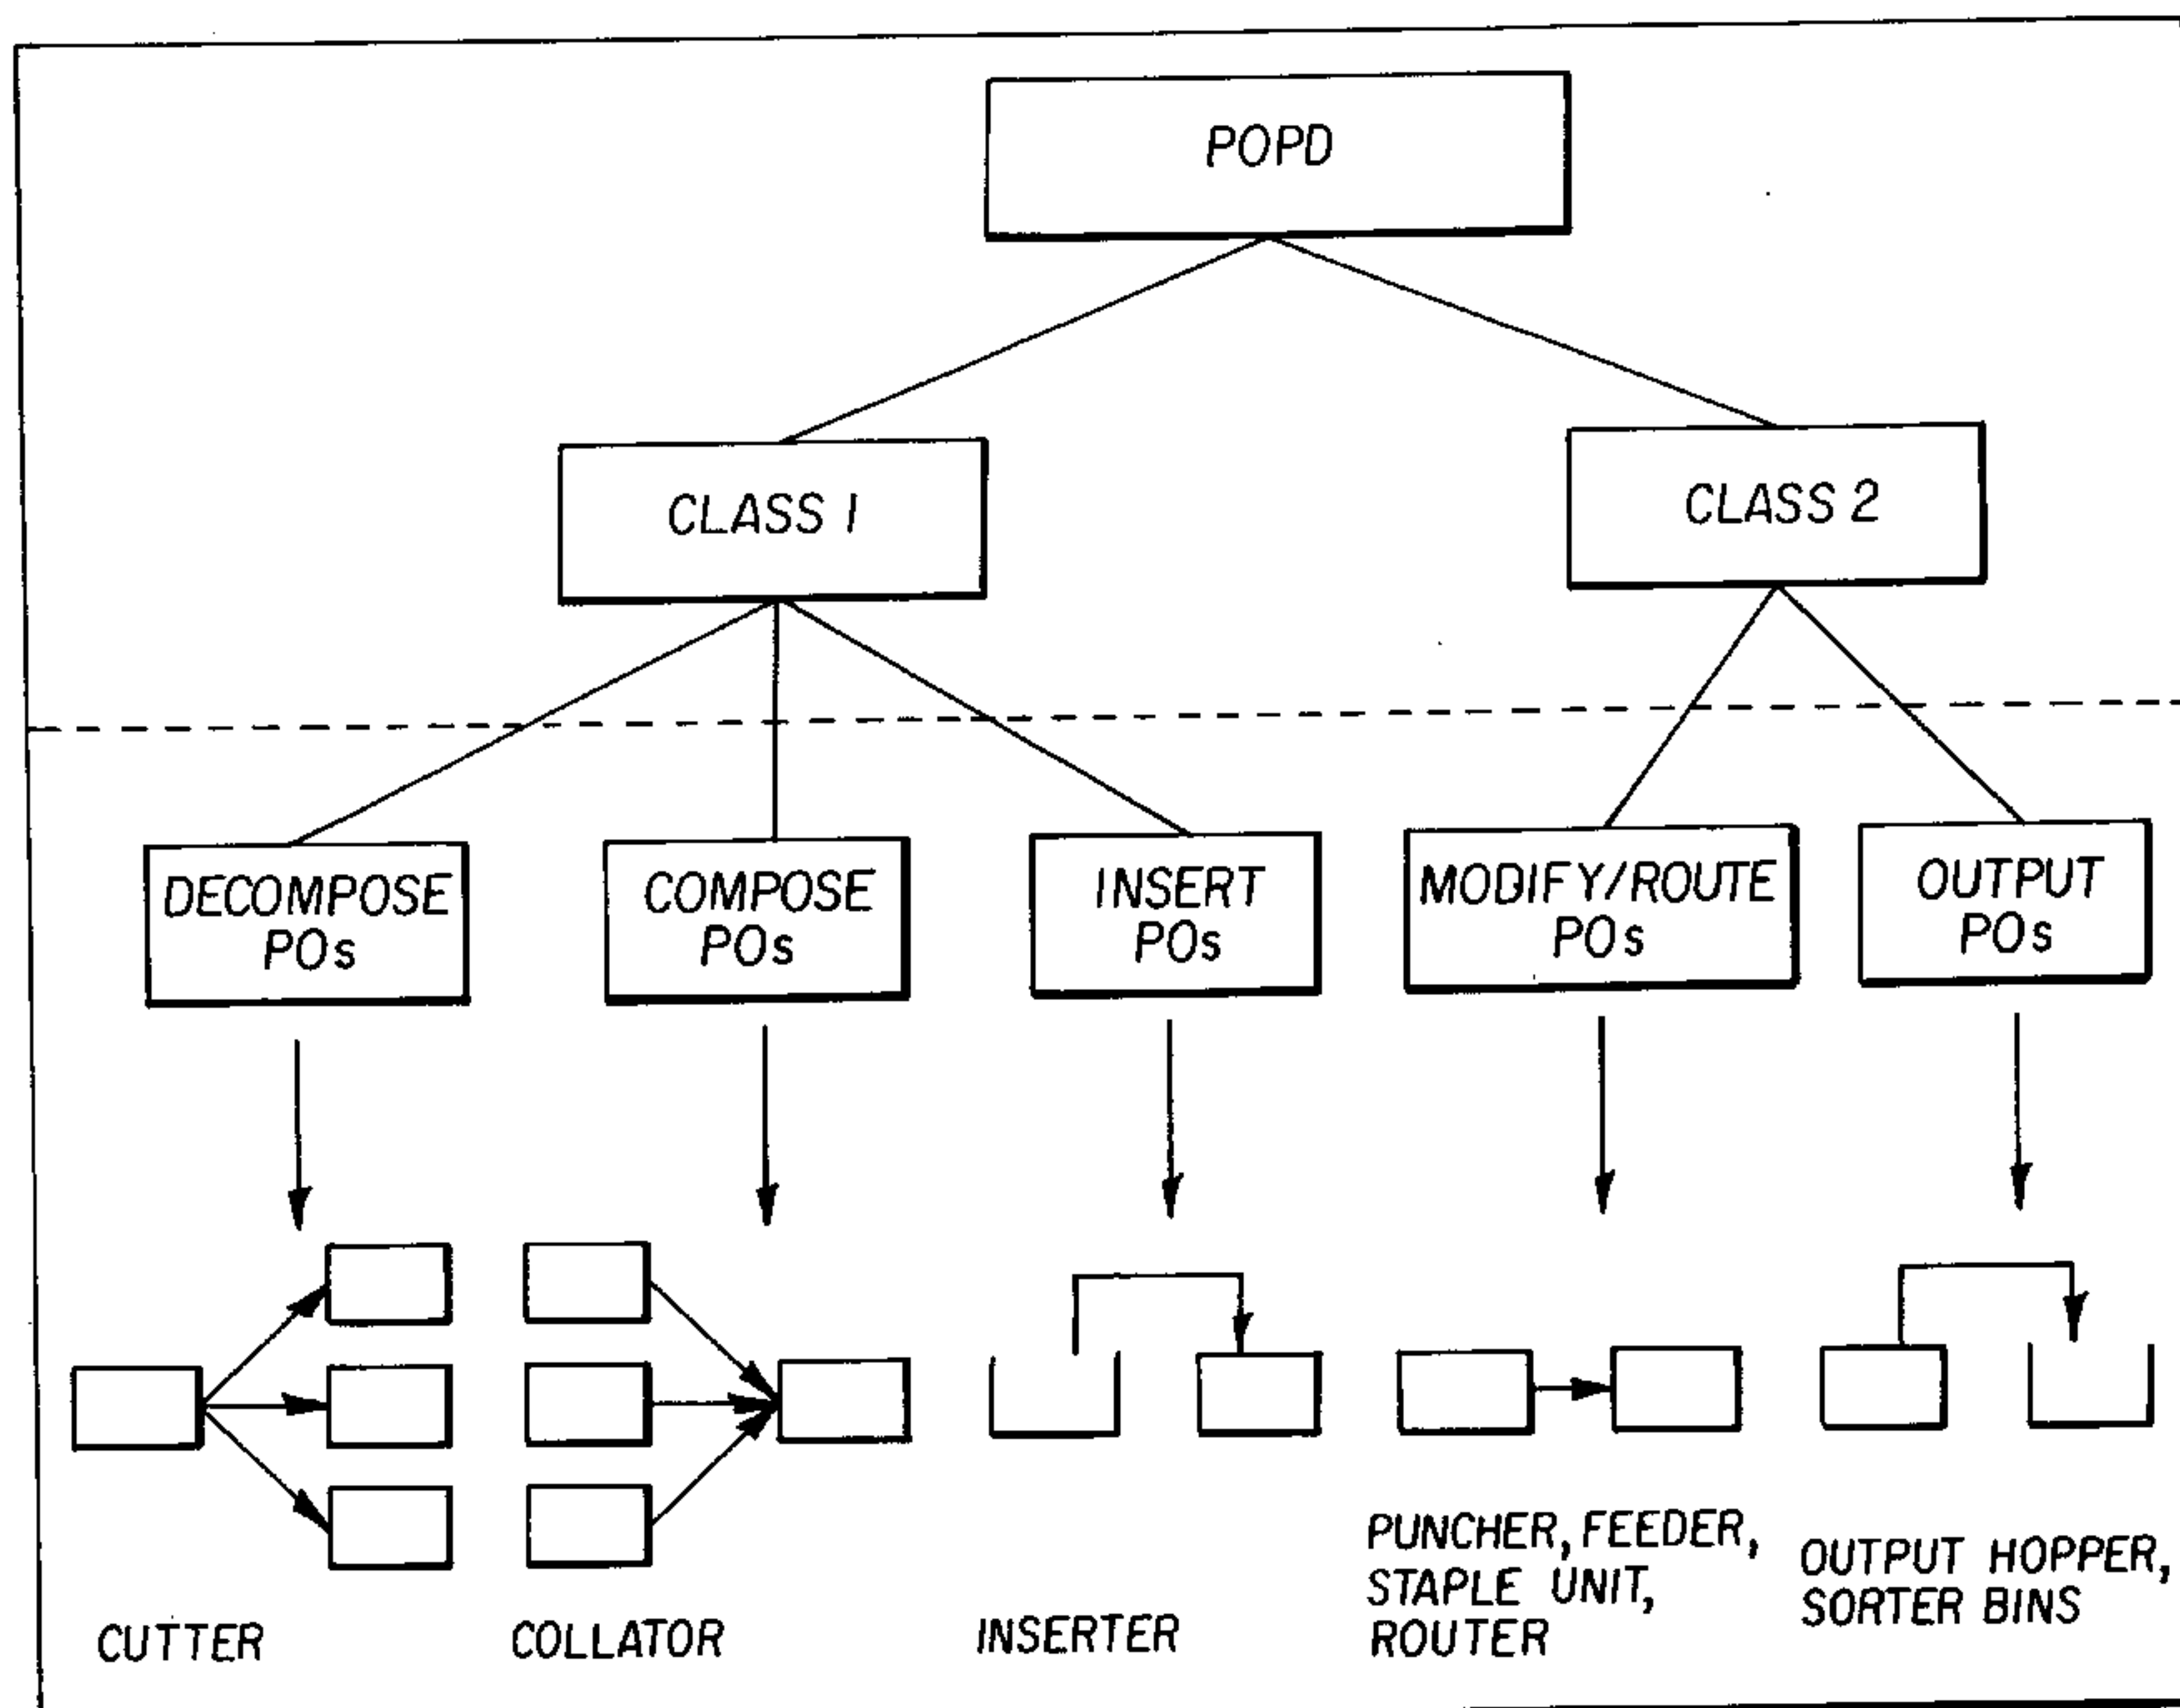 POPD
CLASS 1
CLASS 2
DECOMPOSE
POs
COMPOSE
POs
INSERT
POs
MODIFY/ROUTE
POs
OUTPUT
POs
CUTTER
COLLATOR
INSERTER
PUNCHER, FEEDER,
STAPLE UNIT,
ROUTER
OUTPUT HOPPER,
SORTER BINS